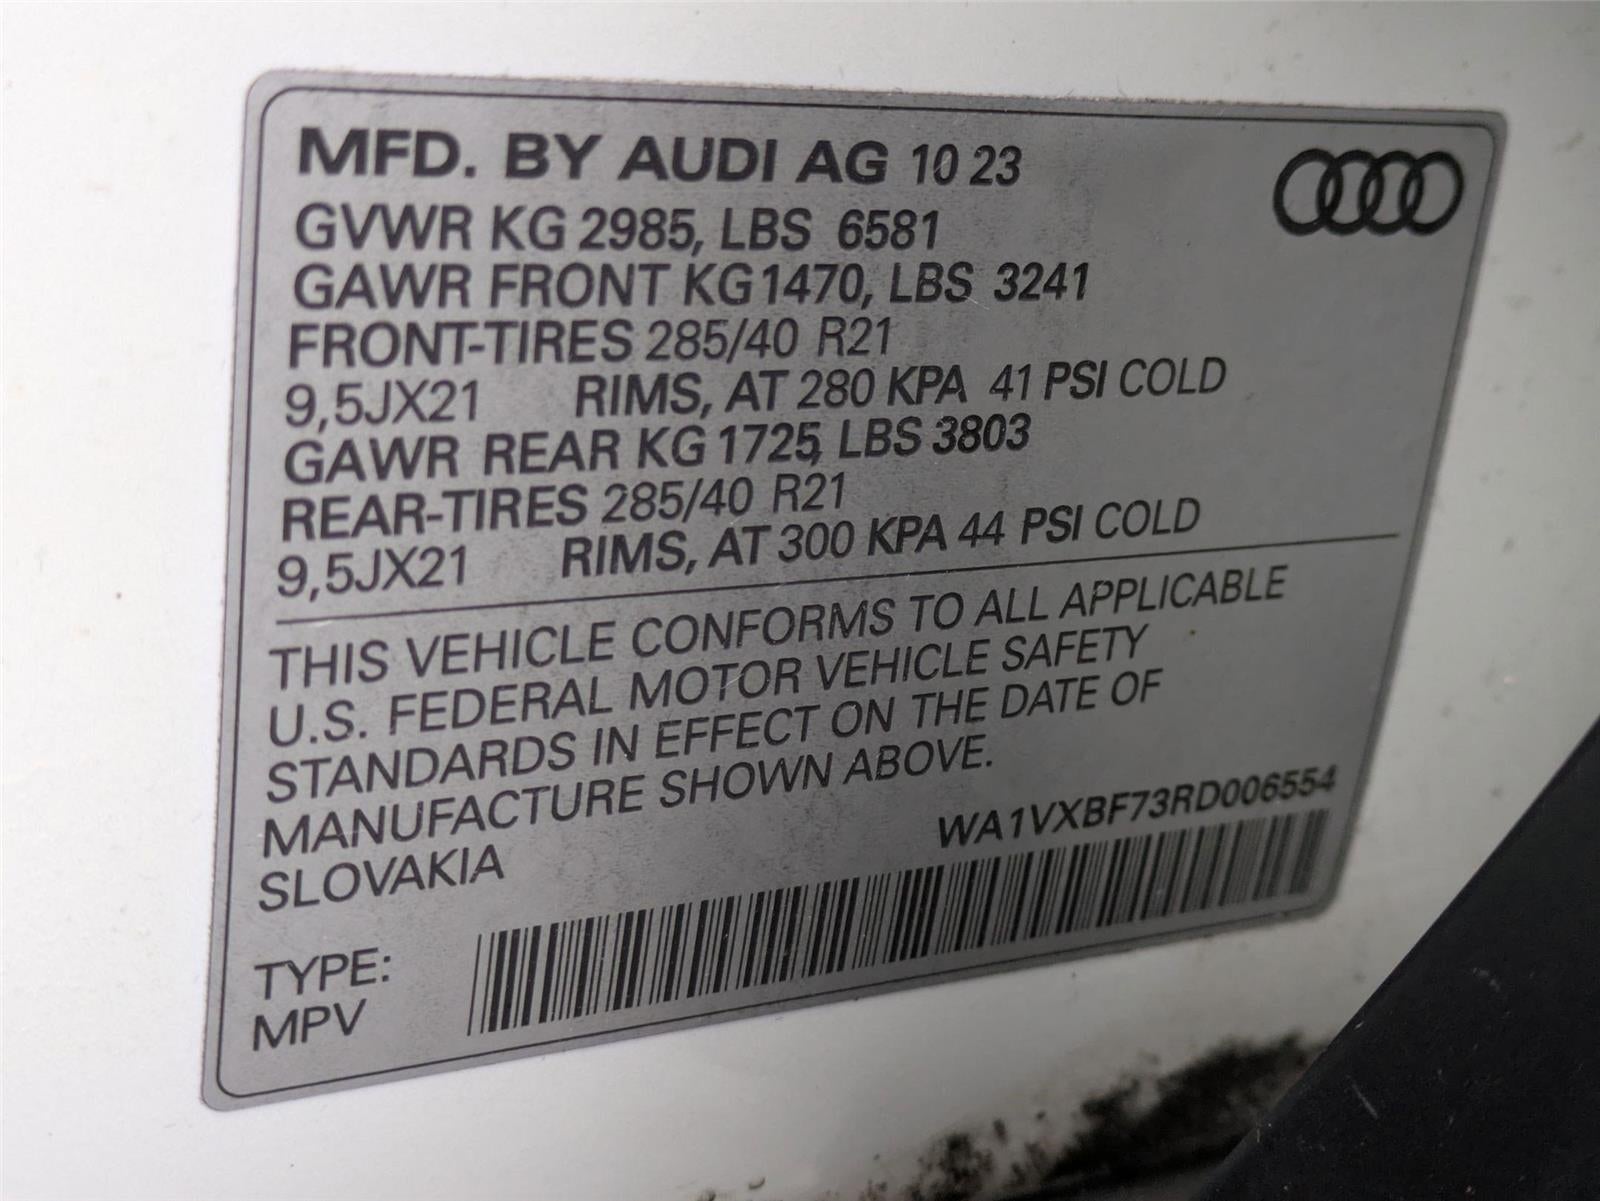 MFD. BY AUDI AG 10 23
GVWR KG 2985, LBS 6581
GAWR FRONT KG 1470, LBS 3241
FRONT-TIRES 285/40 R21
9,5JX21 RIMS, AT 280 KPA 41 PSI COLD
GAWR REAR KG 1725, LBS 3803
REAR-TIRES 285/40 R21
9,5JX21 RIMS, AT 300 KPA 44 PSI COLD
THIS VEHICLE CONFORMS TO ALL APPLICABLE
U.S. FEDERAL MOTOR VEHICLE SAFETY
STANDARDS IN EFFECT ON THE DATE OF
MANUFACTURE SHOWN ABOVE.
SLOVAKIA
WA1VXBF73RD006554
TYPE:
MPV